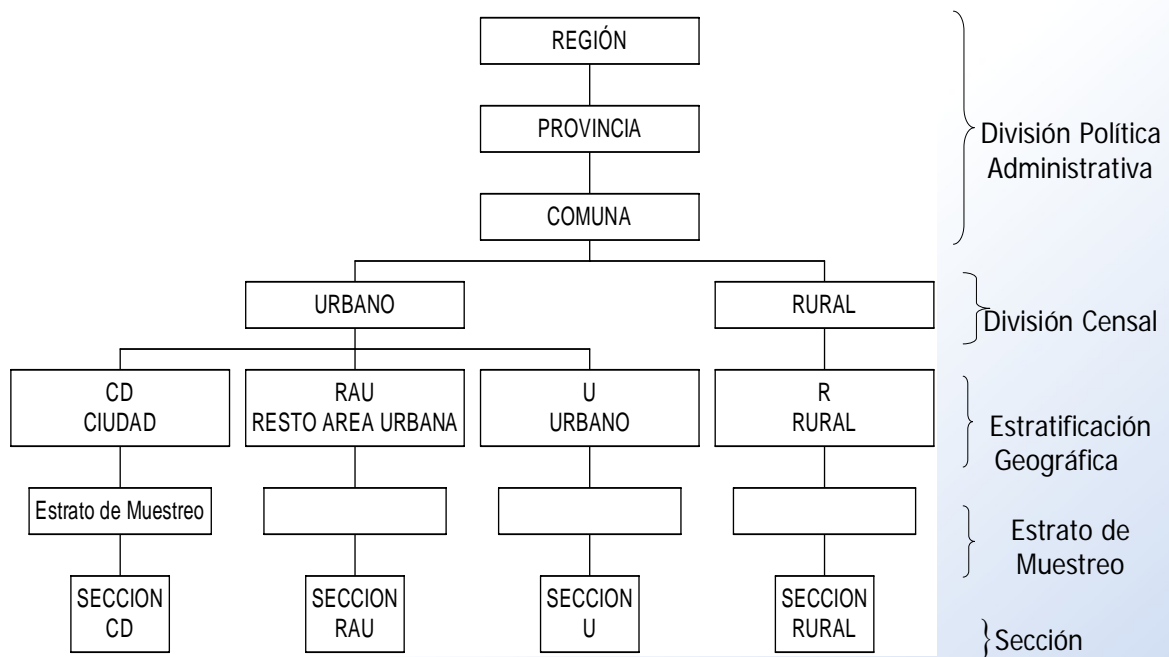 REGIÓN
PROVINCIA
COMUNA
División Política
Administrativa
URBANO
RURAL
División Censal
CD
CIUDAD
RAU
RESTO AREA URBANA
U
URBANO
R
RURAL
Estratificación
Geográfica
Estrato de Muestreo
Estrato de
Muestreo
SECCION
CD
SECCION
RAU
SECCION
U
SECCION
RURAL
Sección